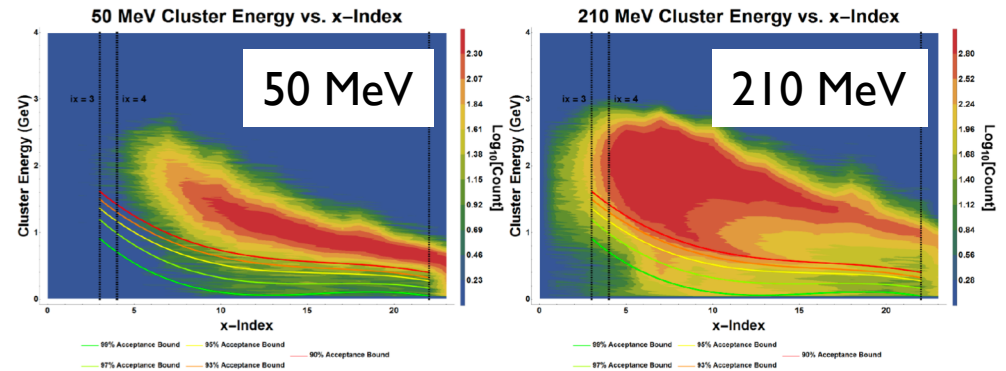 50 MeV Cluster Energy vs. x-Index
50 MeV
Cluster Energy (GeV)
4
3
2
1
0
ix = 3
ix = 4
0
5
10
15
20
x-Index
2.30
2.07
1.84
1.61
1.38
1.15
0.92
0.69
0.46
0.23
Log10[Count]
99% Acceptance Bound
95% Acceptance Bound
90% Acceptance Bound
97% Acceptance Bound
93% Acceptance Bound
210 MeV Cluster Energy vs. x-Index
210 MeV
Cluster Energy (GeV)
4
3
2
1
0
ix = 3
ix = 4
0
5
10
15
20
x-Index
2.80
2.52
2.24
1.96
1.68
1.40
1.12
0.84
0.56
0.28
Log10[Count]
99% Acceptance Bound
95% Acceptance Bound
90% Acceptance Bound
97% Acceptance Bound
93% Acceptance Bound